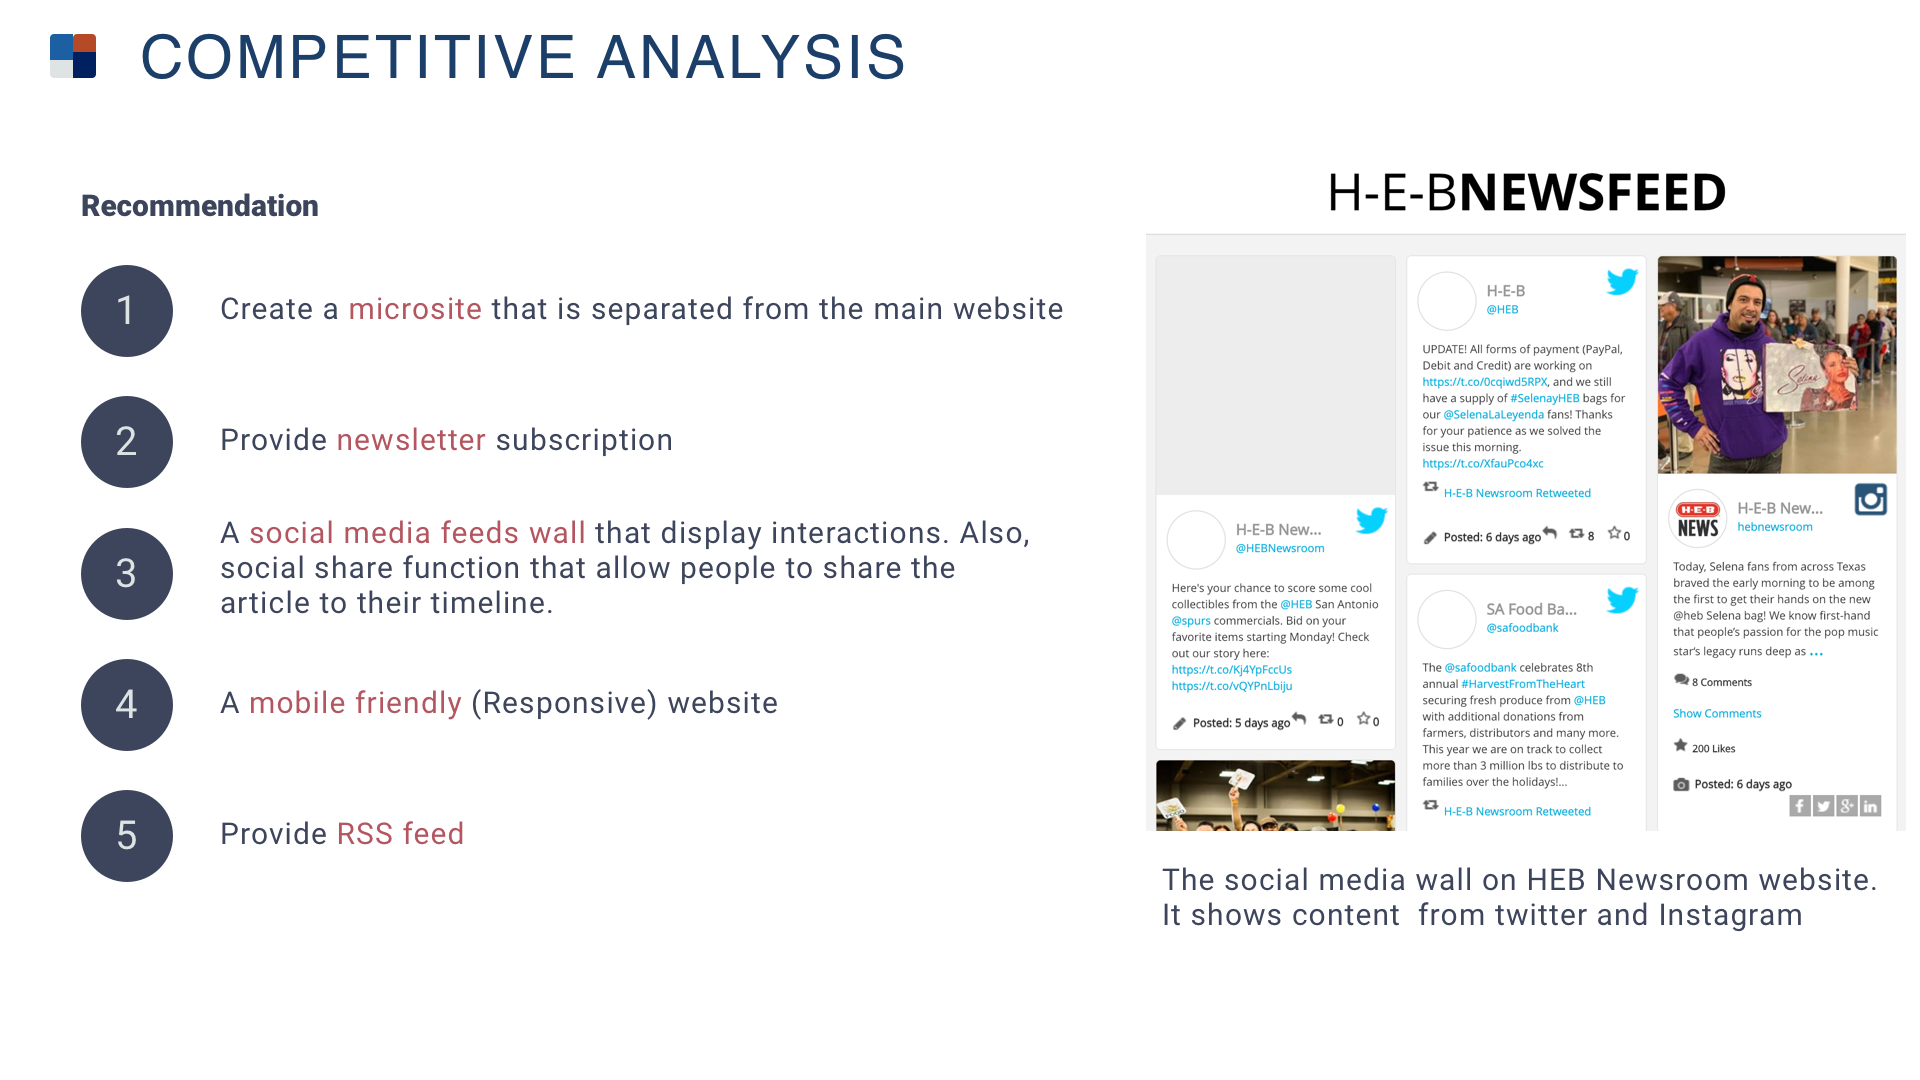 COMPETITIVE ANALYSIS
Recommendation
1
Create a microsite that is separated from the main website
2
Provide newsletter subscription
3
A social media feeds wall that display interactions. Also,
social share function that allow people to share the
article to their timeline.
4
A mobile friendly (Responsive) website
5
Provide RSS feed
H-E-BNEWSFEED
H-E-B New...
@HEBNewsroom
Here's your chance to score some cool
collectibles from the @HEB San Antonio
@spurs commercials. Bid on your
favorite items starting Monday! Check
out our story here:
https://t.co/Kj4YpFccUs
https://t.co/vQYPnLbiju
Posted: 5 days ago 0 0
H-E-B
@HEB
UPDATE! All forms of payment (PayPal,
Debit and Credit) are working on
https://t.co/0cqiwd5RPX, and we still
have a supply of #SelenayHEB bags for
our @SelenaLaLeyenda fans! Thanks
for your patience as we solved the
issue this morning.
https://t.co/XfauPco4xc
H-E-B Newsroom Retweeted
Posted: 6 days ago 8 0
SA Food Ba...
@safoodbank
The @safoodbank celebrates 8th
annual #HarvestFromTheHeart
securing fresh produce from @HEB
with additional donations from
farmers, distributors and many more.
This year we are on track to collect
more than 3 million lbs to distribute to
families over the holidays!...
H-E-B Newsroom Retweeted
Selena
H-E-B
NEWS
H-E-B New...
hebnewsroom
Today, Selena fans from across Texas
braved the early morning to be among
the first to get their hands on the new
@heb Selena bag! We know first-hand
that people's passion for the pop music
star's legacy runs deep as ...
8 Comments
Show Comments
200 Likes
Posted: 6 days ago
f g+ in
The social media wall on HEB Newsroom website.
It shows content from twitter and Instagram